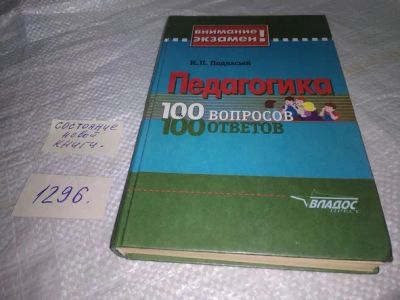 внимание
экзамен!
И. П. Подласый
Педагогика
100 ВОПРОСОВ
100 ОТВЕТОВ
ВЛАДОС
ПРЕСС
СОСТОЯНИЕ
НОВОЙ
КНИГИ.
1296.